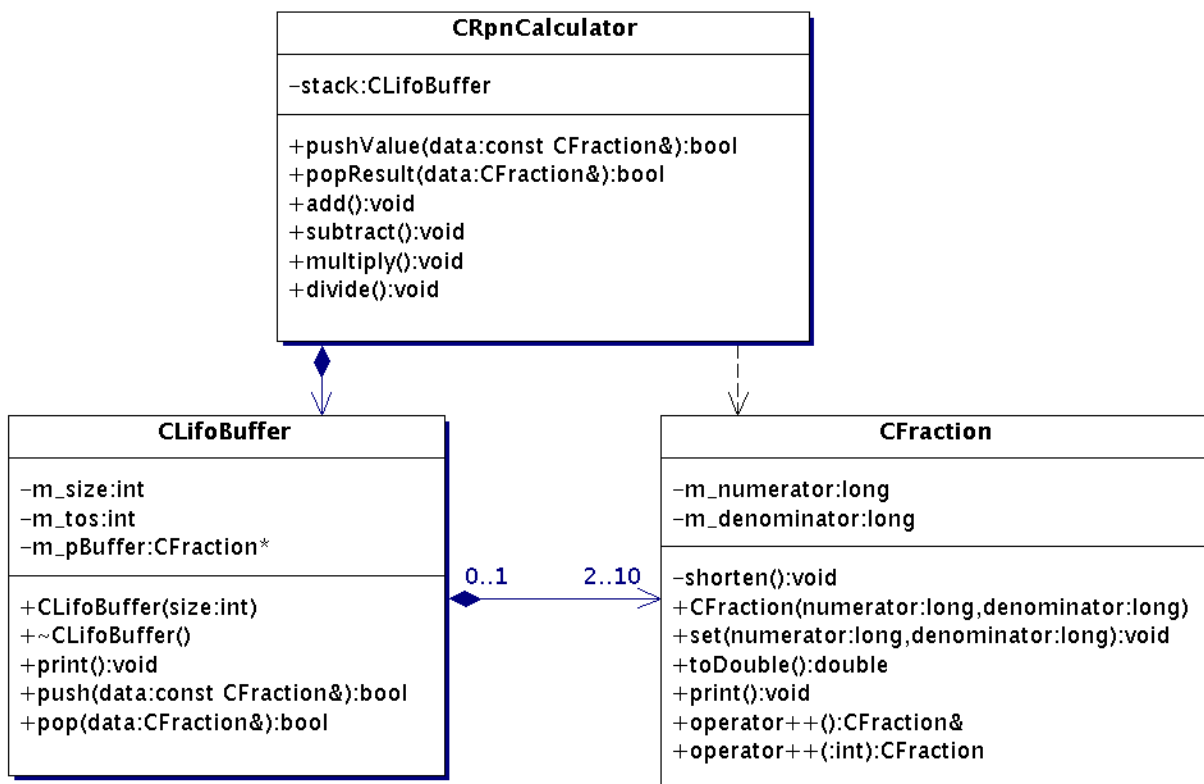 CRpnCalculator
-stack:CLifoBuffer
+pushValue(data:const CFraction&):bool
+popResult(data:CFraction&):bool
+add():void
+subtract():void
+multiply():void
+divide():void
CLifoBuffer
-m_size:int
-m_tos:int
-m_pBuffer:CFraction*
+CLifoBuffer(size:int)
+~CLifoBuffer()
+print():void
+push(data:const CFraction&):bool
+pop(data:CFraction&):bool
0..1
2..10
CFraction
-m_numerator:long
-m_denominator:long
-shorten():void
+CFraction(numerator:long,denominator:long)
+set(numerator:long,denominator:long):void
+toDouble():double
+print():void
+operator++():CFraction&
+operator++(:int):CFraction